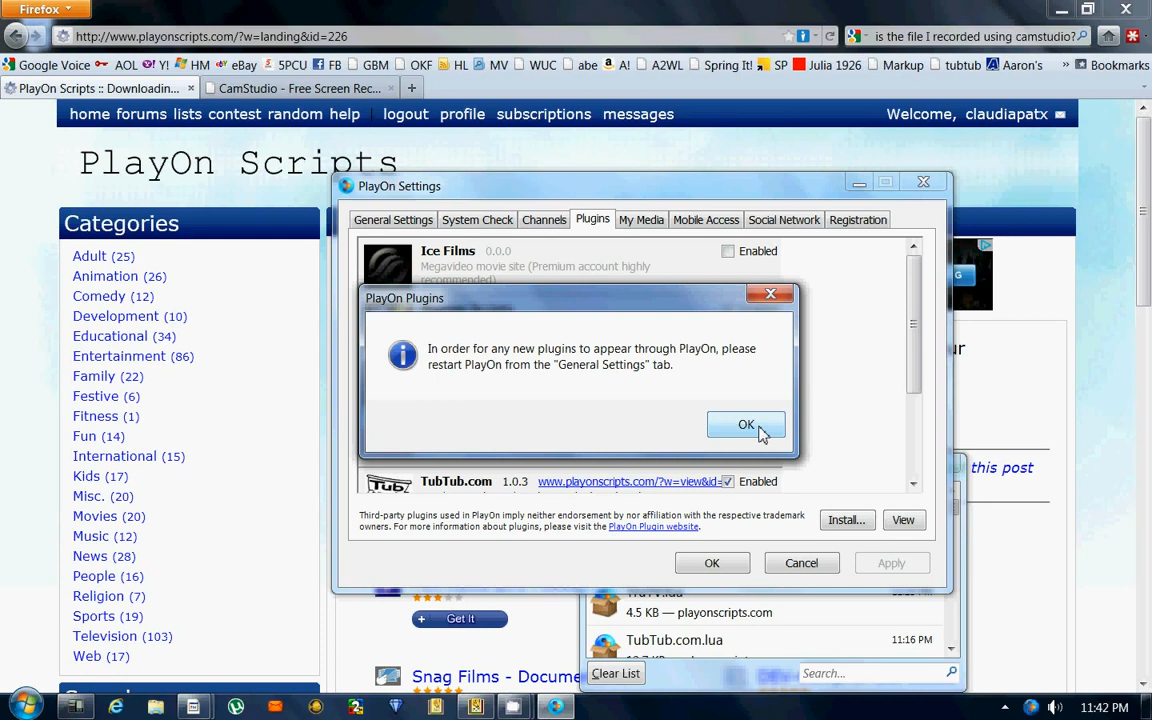 Firefox
http://www.playonscripts.com/?w=landing&id=226
is the file I recorded using camstudio?
Google Voice AOL Y! HM eBay 5PCU FB GBM OKF HL MV WUC abe A! A2WL Spring It! SP Julia 1926 Markup tubtub Aaron's » Bookmarks
PlayOn Scripts :: Downloadin... × CamStudio - Free Screen Rec... × +
home forums lists contest random help | logout profile subscriptions messages Welcome, claudiapatx
PlayOn Scripts
Categories
Adult (25)
Animation (26)
Comedy (12)
Development (10)
Educational (34)
Entertainment (86)
Family (22)
Festive (6)
Fitness (1)
Fun (14)
International (15)
Kids (17)
Misc. (20)
Movies (20)
Music (12)
News (28)
People (16)
Religion (7)
Sports (19)
Television (103)
Web (17)
PlayOn Settings
General Settings System Check Channels Plugins My Media Mobile Access Social Network Registration
Ice Films 0.0.0 Enabled
Megavideo movie site (Premium account highly
recommended)
PlayOn Plugins
In order for any new plugins to appear through PlayOn, please
restart PlayOn from the "General Settings" tab.
OK
TubTub.com 1.0.3 www.playonscripts.com/?w=view&id= Enabled
Third-party plugins used in PlayOn imply neither endorsement by nor affiliation with the respective trademark
owners. For more information about plugins, please visit the PlayOn Plugin website.
Install... View
OK Cancel Apply
G
this post
+ Get It
4.5 KB — playonscripts.com
TubTub.com.lua 11:16 PM
Clear List Search...
Snag Films - Docume
11:42 PM